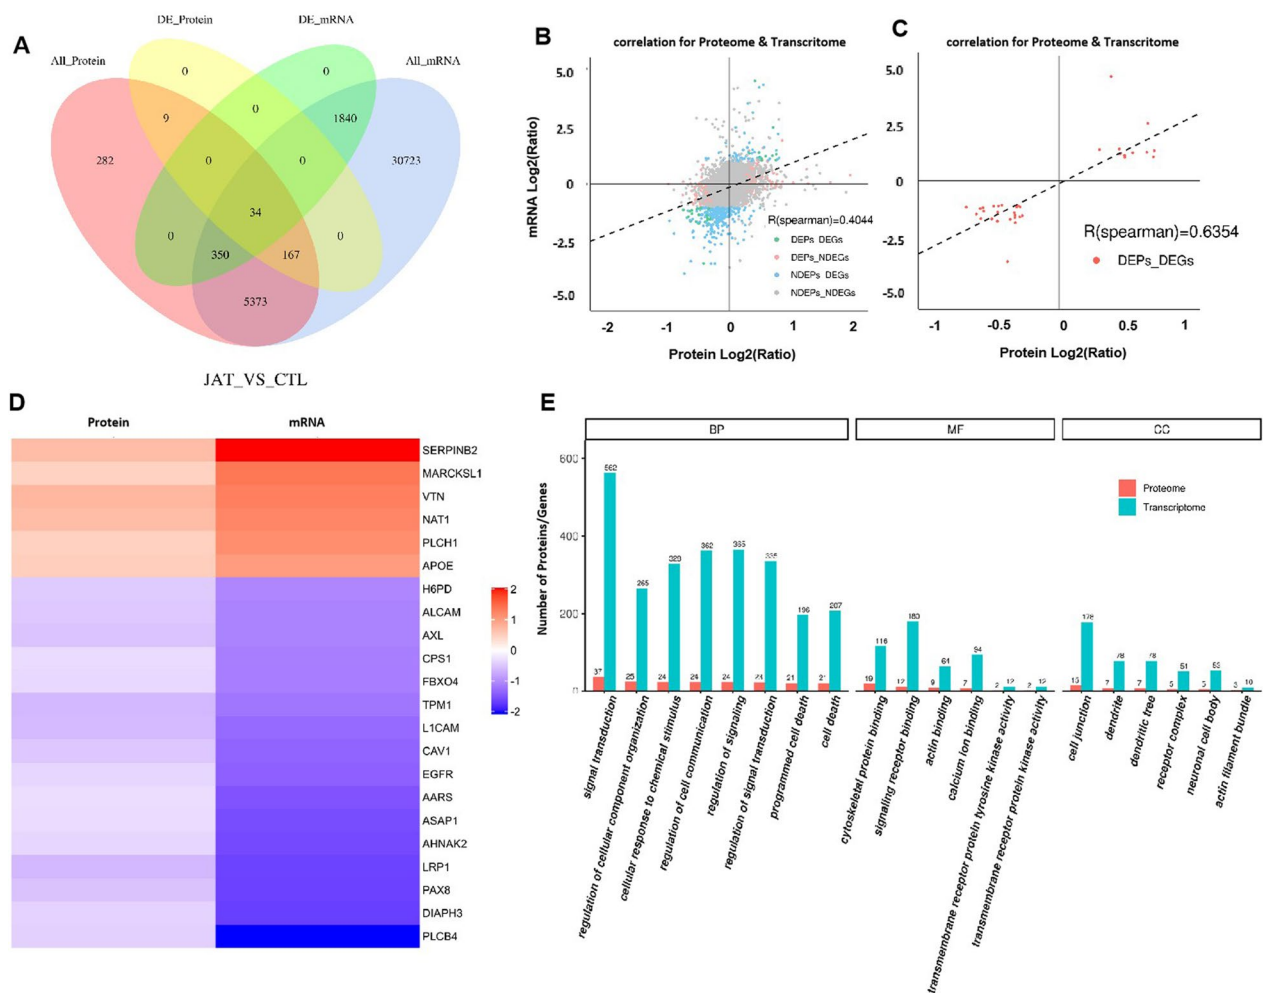 A
DE_Protein
DE_mRNA
All_Protein
All_mRNA
0
0
9
0
1840
282
0
0
30723
34
0
350
167
0
5373
JAT_VS_CTL
B
correlation for Proteome & Transcritome
mRNA Log2(Ratio)
5.0
2.5
0
-2.5
-5.0
R(spearman)=0.4044
DEPs_DEGs
DEPs_NDEGs
NDEPs_DEGs
NDEPs_NDEGs
-2
-1
0
1
2
Protein Log2(Ratio)
C
correlation for Proteome & Transcritome
5.0
2.5
0
-2.5
-5.0
R(spearman)=0.6354
DEPs_DEGs
-1
-0.5
0
0.5
1
Protein Log2(Ratio)
D
Protein
mRNA
SERPINB2
MARCKSL1
VTN
NAT1
PLCH1
APOE
H6PD
ALCAM
AXL
CPS1
FBXO4
TPM1
L1CAM
CAV1
EGFR
AARS
ASAP1
AHNAK2
LRP1
PAX8
DIAPH3
PLCB4
2
1
0
-1
-2
E
BP
MF
CC
Number of Proteins/Genes
600
400
200
0
Proteome
Transcriptome
37
562
25
265
24
329
24
362
24
365
23
335
21
196
21
207
19
116
12
180
9
64
7
94
2
12
2
12
15
178
7
78
7
78
5
51
5
53
3
10
signal transduction
regulation of cellular component organization
cellular response to chemical stimulus
regulation of cell communication
regulation of signaling
regulation of signal transduction
programmed cell death
cell death
cytoskeletal protein binding
signaling receptor binding
actin binding
calcium ion binding
transmembrane receptor protein tyrosine kinase activity
transmembrane receptor protein kinase activity
cell junction
dendrite
dendritic tree
receptor complex
neuronal cell body
actin filament bundle